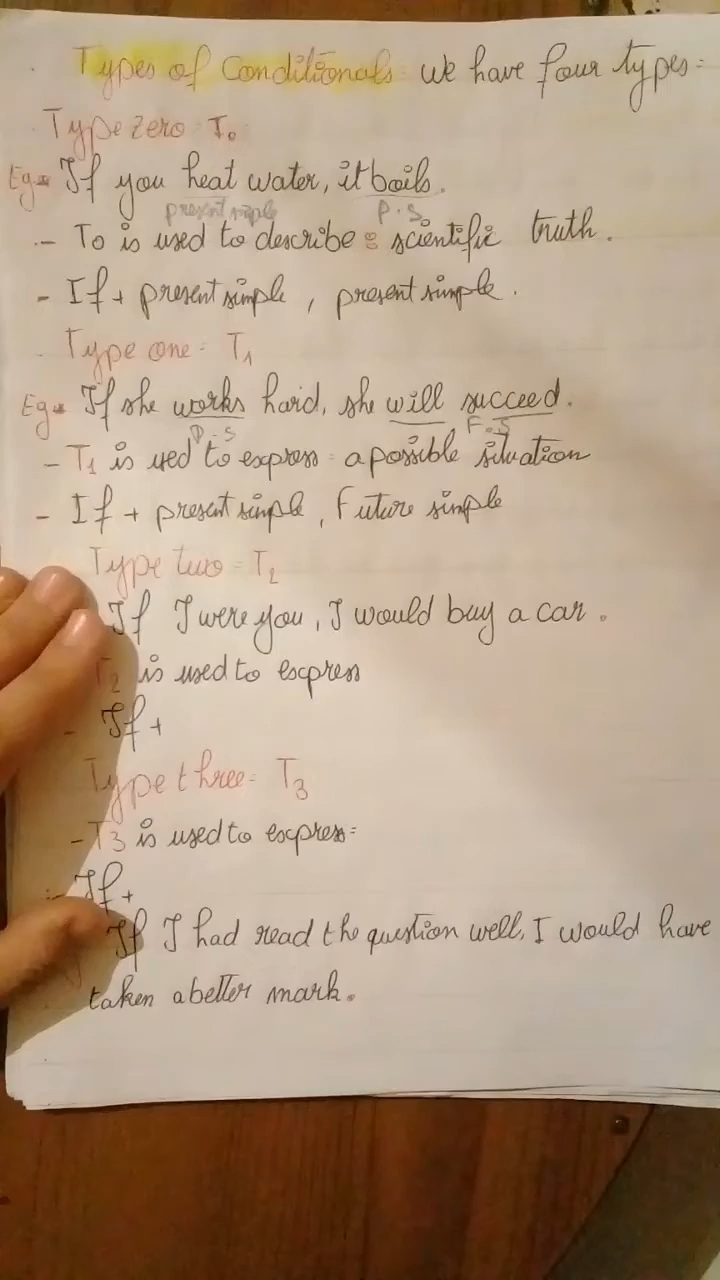 Types of Conditionals: We have four types:
Type zero: T0
Eg: If you heat water, it boils.
present simple P.S
- T0 is used to describe: scientific truth.
- If + present simple, present simple.
Type one: T1
Eg: If she works hard, she will succeed.
P.S F.S
- T1 is used to express: a possible situation
- If + present simple, Future simple
Type two: T2
If I were you, I would buy a car.
T2 is used to express
- If +
Type three: T3
- T3 is used to express:
- If +
If I had read the question well, I would have
taken a better mark.